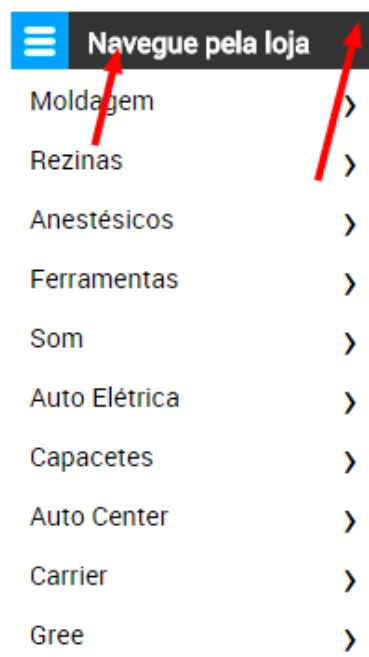 Navegue pela loja
Moldagem
Rezinas
Anestésicos
Ferramentas
Som
Auto Elétrica
Capacetes
Auto Center
Carrier
Gree